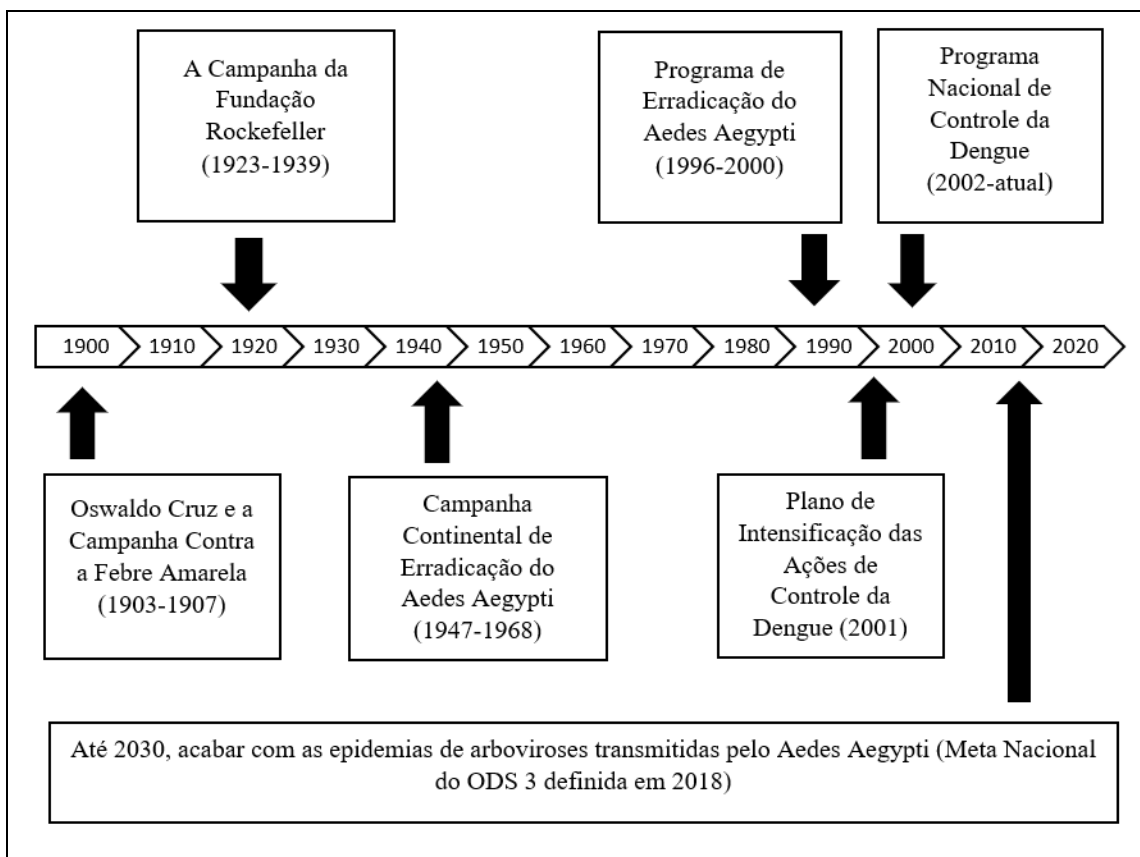 A Campanha da
Fundação
Rockefeller
(1923-1939)
Programa de
Erradicação do
Aedes Aegypti
(1996-2000)
Programa
Nacional de
Controle da
Dengue
(2002-atual)
1900 1910 1920 1930 1940 1950 1960 1970 1980 1990 2000 2010 2020
Oswaldo Cruz e a
Campanha Contra
a Febre Amarela
(1903-1907)
Campanha
Continental de
Erradicação do
Aedes Aegypti
(1947-1968)
Plano de
Intensificação das
Ações de
Controle da
Dengue (2001)
Até 2030, acabar com as epidemias de arboviroses transmitidas pelo Aedes Aegypti (Meta Nacional
do ODS 3 definida em 2018)